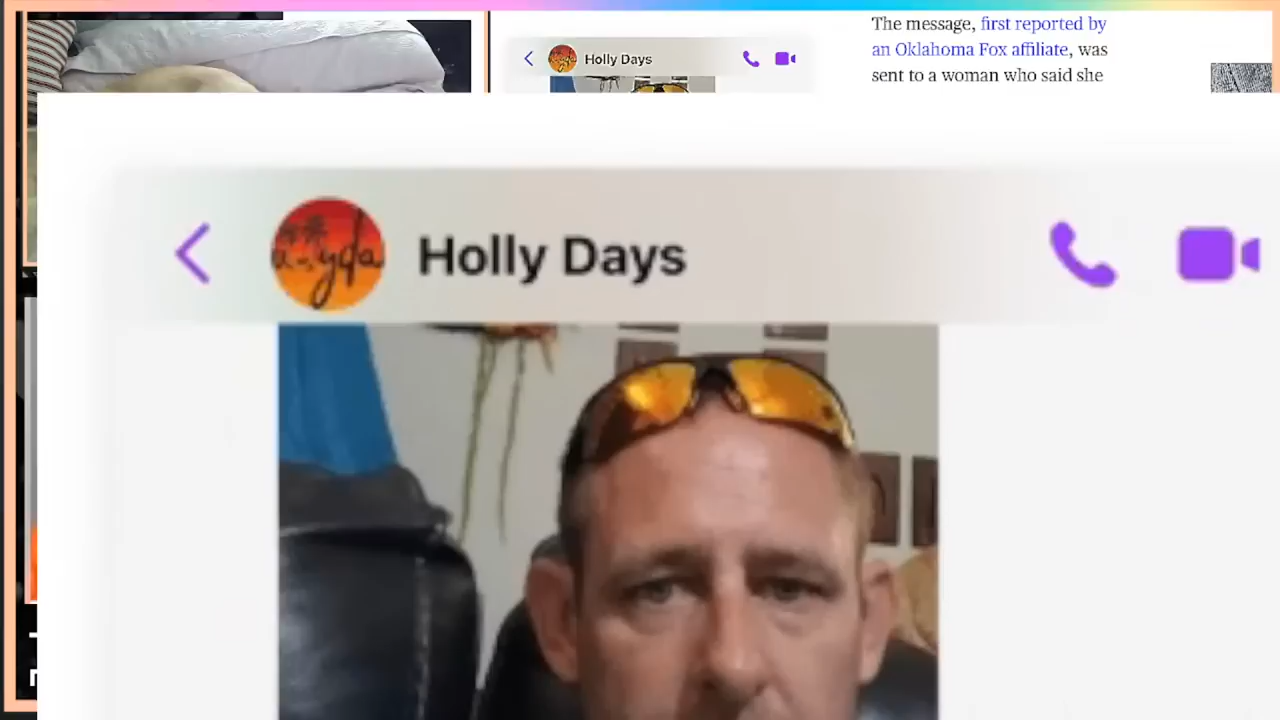 The message, first reported by
an Oklahoma Fox affiliate, was
sent to a woman who said she
Holly Days
Holly Days